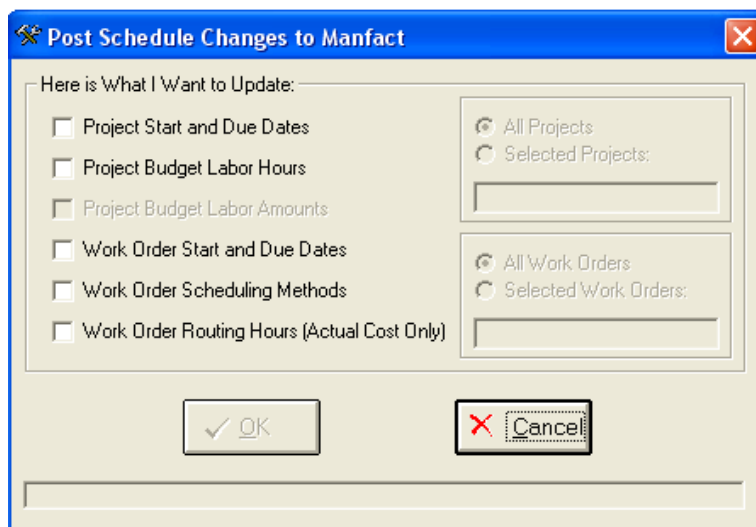 Post Schedule Changes to Manfact
Here is What I Want to Update:
Project Start and Due Dates
Project Budget Labor Hours
Project Budget Labor Amounts
Work Order Start and Due Dates
Work Order Scheduling Methods
Work Order Routing Hours (Actual Cost Only)
All Projects
Selected Projects:
All Work Orders
Selected Work Orders:
OK
Cancel